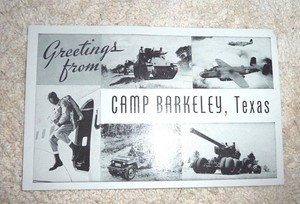 Greetings
from
CAMP BARKELEY, Texas